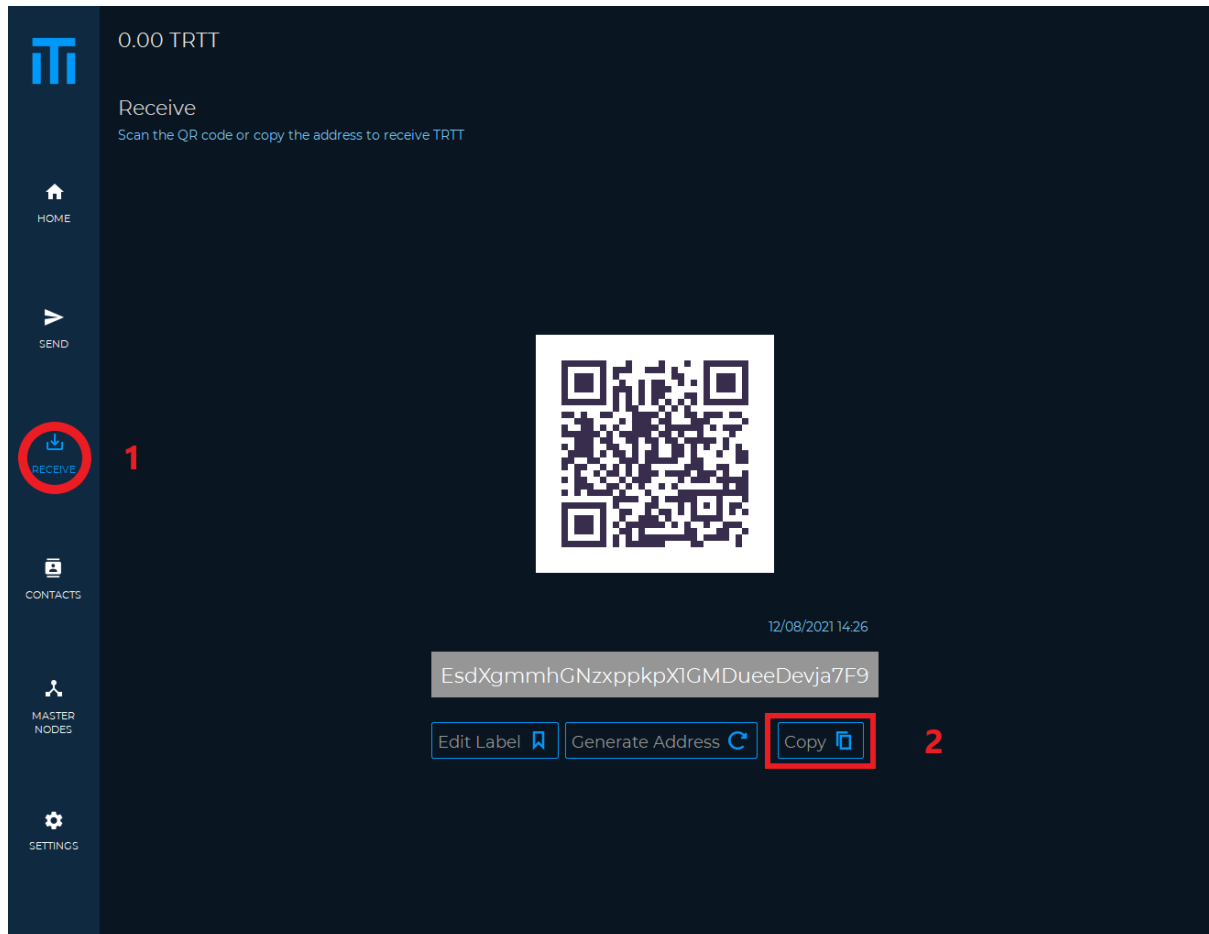 iTi
0.00 TRTT
Receive
Scan the QR code or copy the address to receive TRTT
HOME
SEND
RECEIVE
1
CONTACTS
12/08/2021 14:26
EsdXgmmhGNzxppkpX1GMDueeDevja7F9
MASTER
NODES
Edit Label
Generate Address
Copy
2
SETTINGS